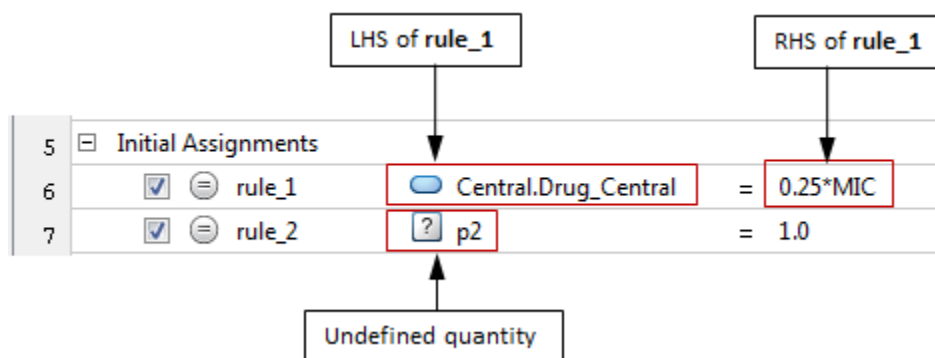 LHS of rule_1 RHS of rule_1
5 Initial Assignments
6 rule_1 Central.Drug_Central = 0.25*MIC
7 rule_2 ? p2 = 1.0
Undefined quantity